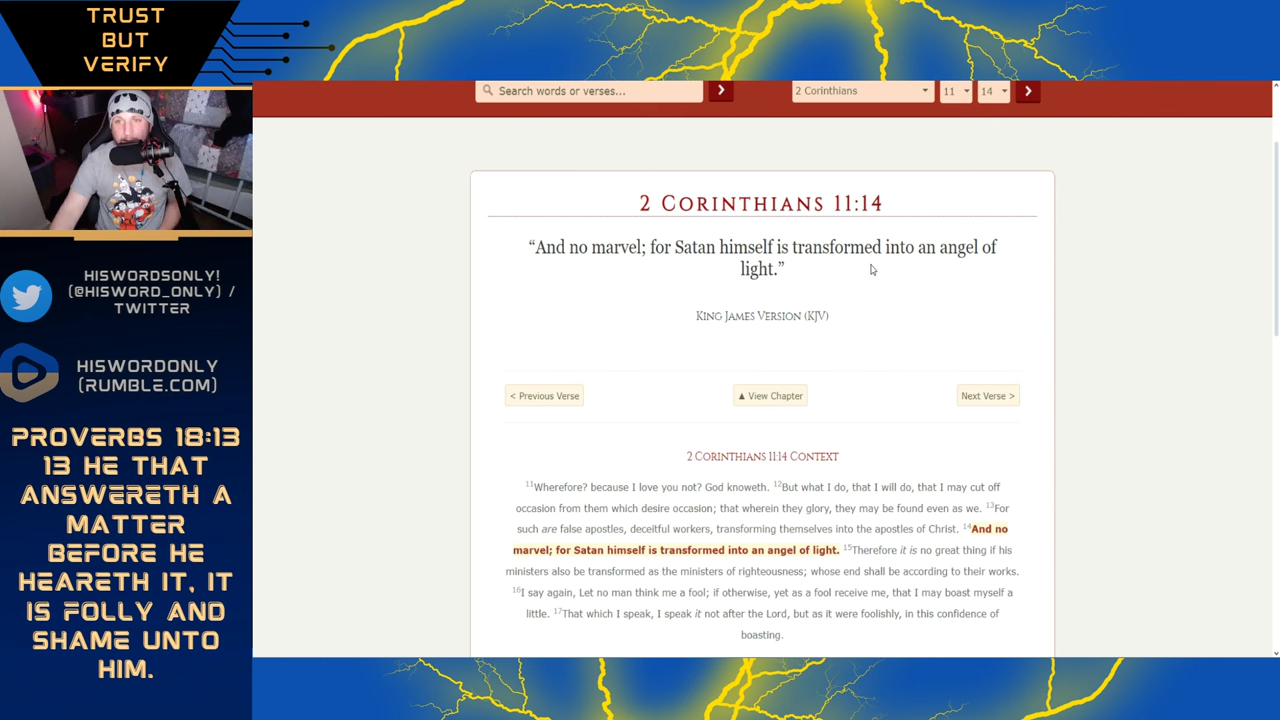 TRUST
BUT
VERIFY
HISWORDSONLY!
(@HISWORD_ONLY) /
TWITTER
HISWORDONLY
(RUMBLE.COM)
PROVERBS 18:13
13 HE THAT
ANSWERETH A
MATTER
BEFORE HE
HEARETH IT, IT
IS FOLLY AND
SHAME UNTO
HIM.
Search words or verses...
2 Corinthians
11
14
2 Corinthians 11:14
“And no marvel; for Satan himself is transformed into an angel of
light.”
King James Version (KJV)
< Previous Verse
▲ View Chapter
Next Verse >
2 Corinthians 11:14 Context
11Wherefore? because I love you not? God knoweth. 12But what I do, that I will do, that I may cut off
occasion from them which desire occasion; that wherein they glory, they may be found even as we. 13For
such are false apostles, deceitful workers, transforming themselves into the apostles of Christ. 14And no
marvel; for Satan himself is transformed into an angel of light. 15Therefore it is no great thing if his
ministers also be transformed as the ministers of righteousness; whose end shall be according to their works.
16I say again, Let no man think me a fool; if otherwise, yet as a fool receive me, that I may boast myself a
little. 17That which I speak, I speak it not after the Lord, but as it were foolishly, in this confidence of
boasting.